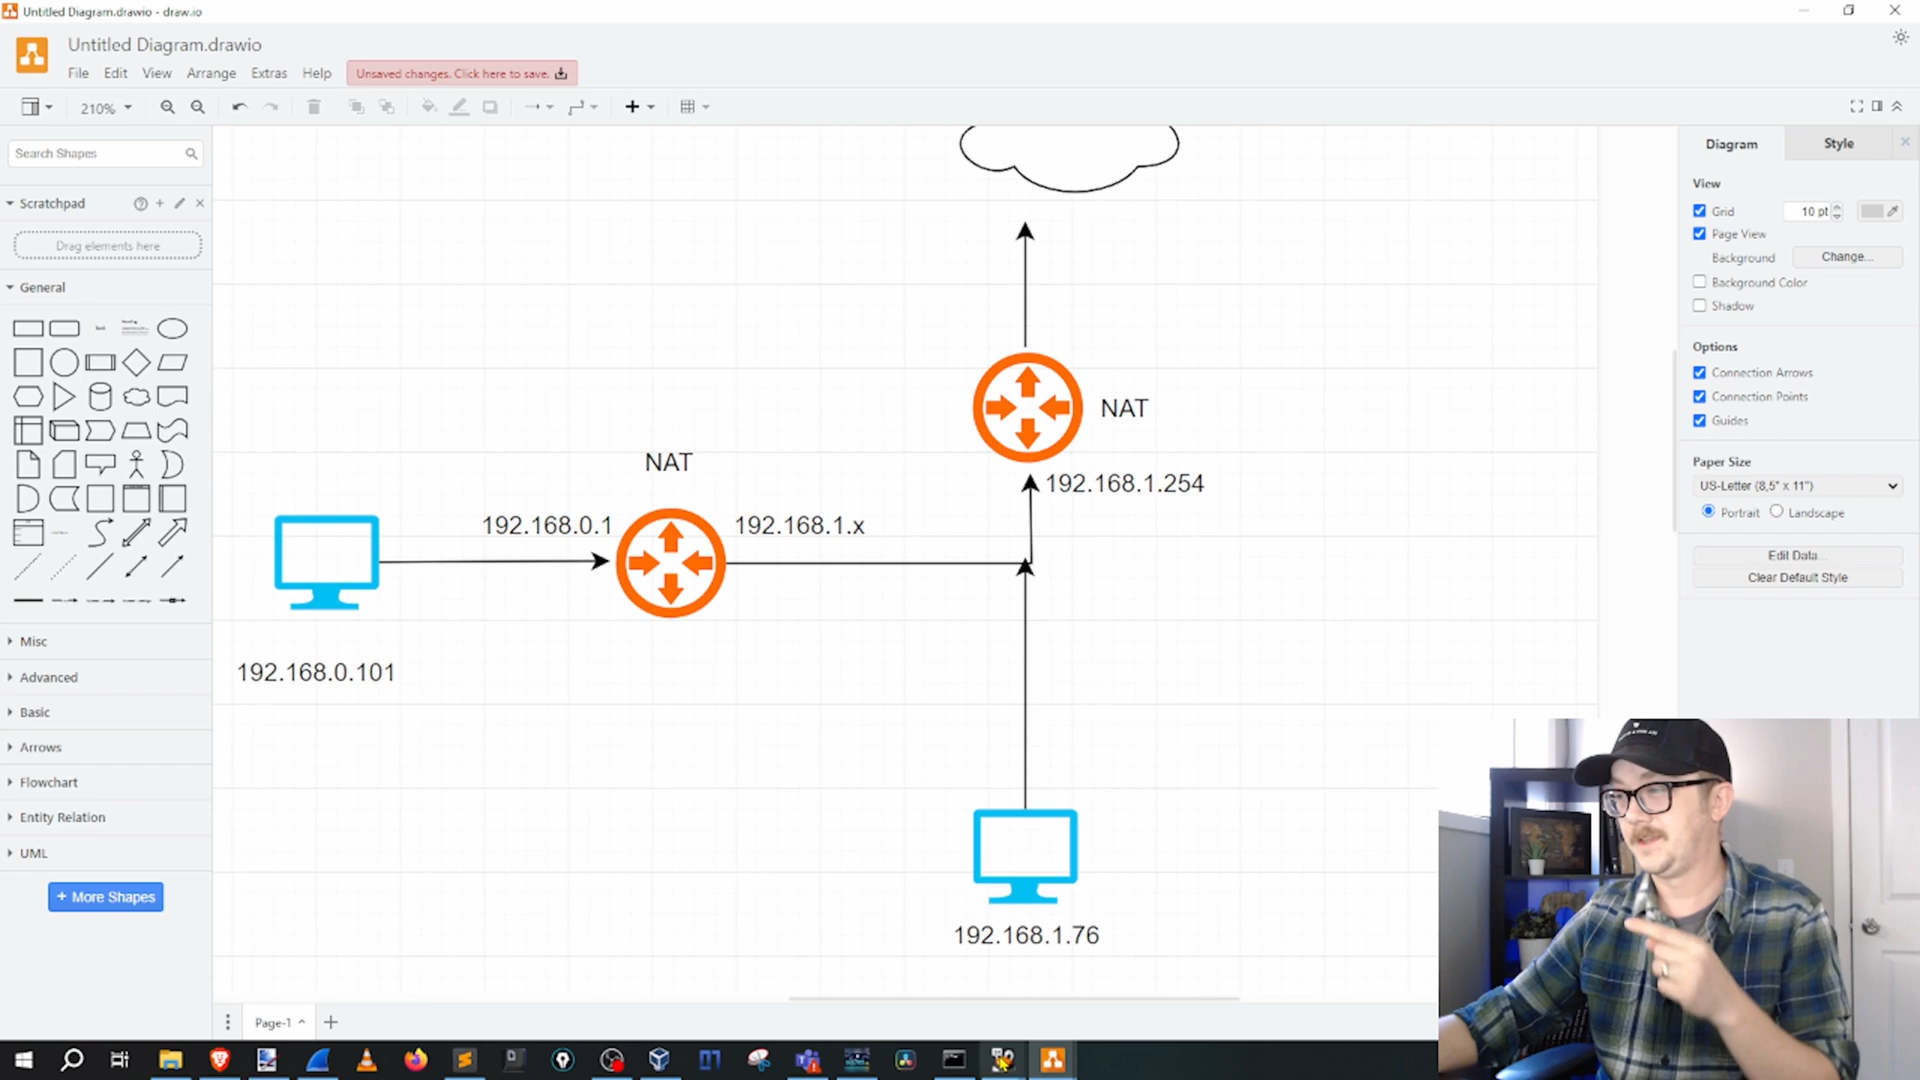 Untitled Diagram.drawio - draw.io
Untitled Diagram.drawio
File Edit View Arrange Extras Help
Unsaved changes. Click here to save.
210%
Search Shapes
Scratchpad
Drag elements here
General
Misc
Advanced
Basic
Arrows
Flowchart
Entity Relation
UML
+ More Shapes
NAT
192.168.1.254
NAT
192.168.0.1
192.168.1.x
192.168.0.101
192.168.1.76
Diagram
Style
View
Grid
10 pt
Page View
Background
Change...
Background Color
Shadow
Options
Connection Arrows
Connection Points
Guides
Paper Size
US-Letter (8,5" x 11")
Portrait
Landscape
Edit Data...
Clear Default Style
Page-1